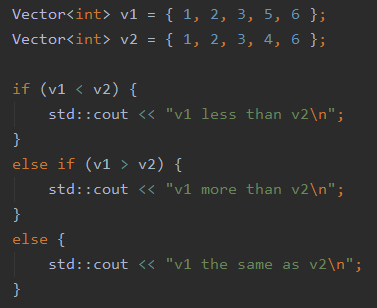 Vector<int> v1 = { 1, 2, 3, 5, 6 };
Vector<int> v2 = { 1, 2, 3, 4, 6 };
if (v1 < v2) {
    std::cout << "v1 less than v2\n";
}
else if (v1 > v2) {
    std::cout << "v1 more than v2\n";
}
else {
    std::cout << "v1 the same as v2\n";
}